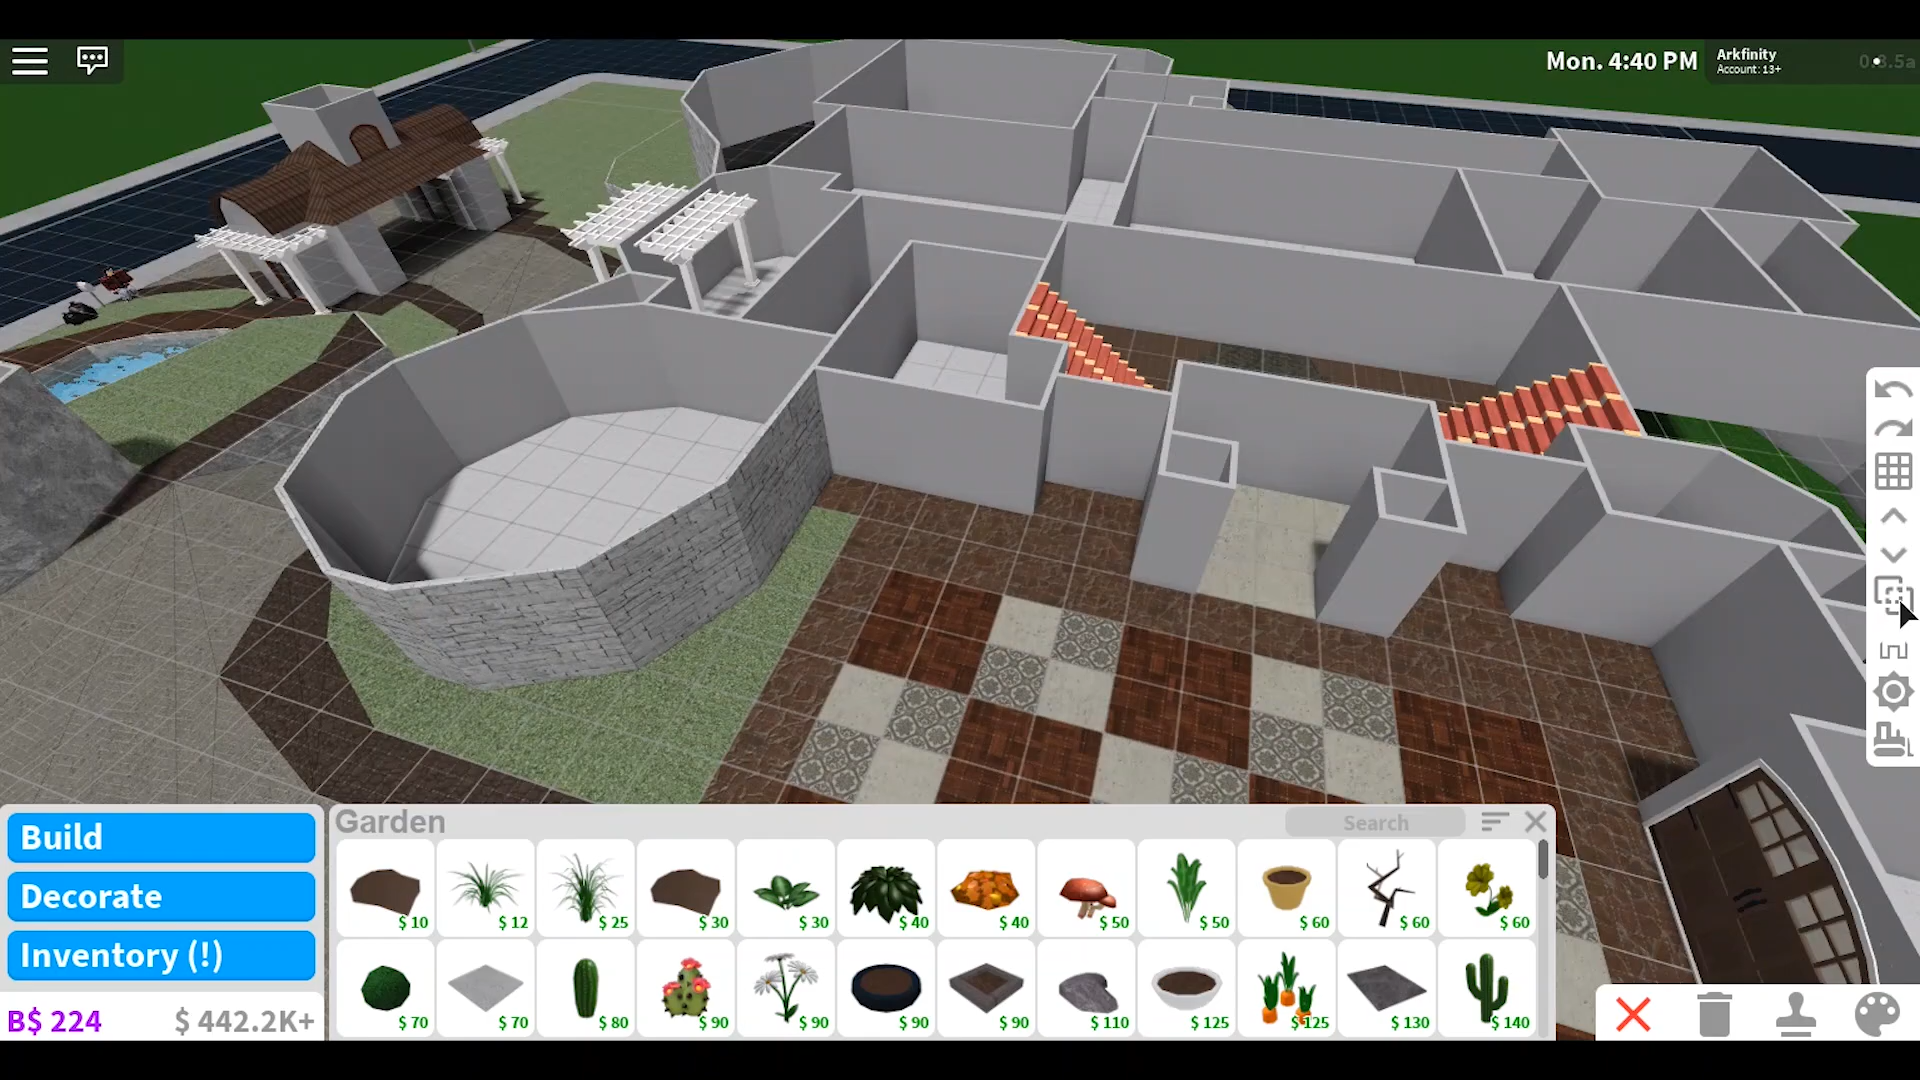 Mon. 4:40 PM
Arkfinity
Account: 13+
Build
Decorate
Inventory (!)
B$ 224
$ 442.2K+
Garden
Search
$ 10
$ 12
$ 25
$ 30
$ 30
$ 40
$ 40
$ 50
$ 50
$ 60
$ 60
$ 60
$ 70
$ 70
$ 80
$ 90
$ 90
$ 90
$ 90
$ 110
$ 125
$ 125
$ 130
$ 140